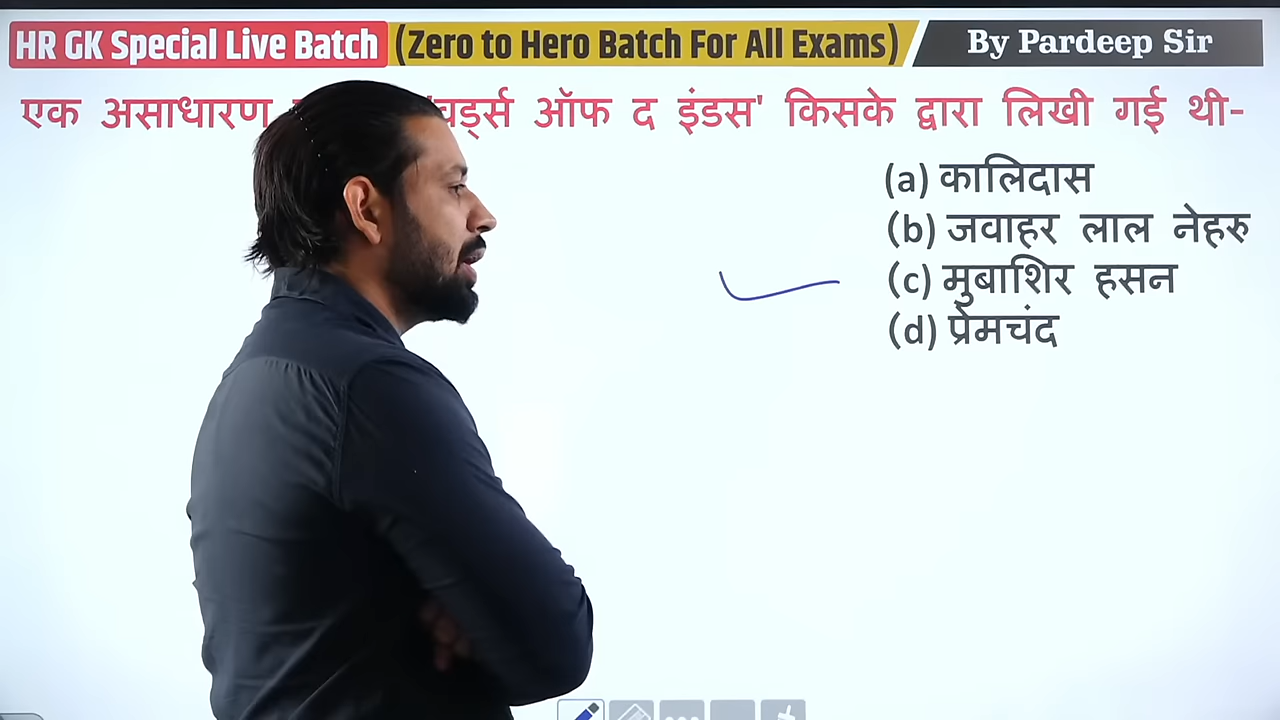 HR GK Special Live Batch (Zero to Hero Batch For All Exams) By Pardeep Sir
एक असाधारण ऑफ द इंडस' किसके द्वारा लिखी गई थी-
(a) कालिदास
(b) जवाहर लाल नेहरु
(c) मुबाशिर हसन
(d) प्रेमचंद